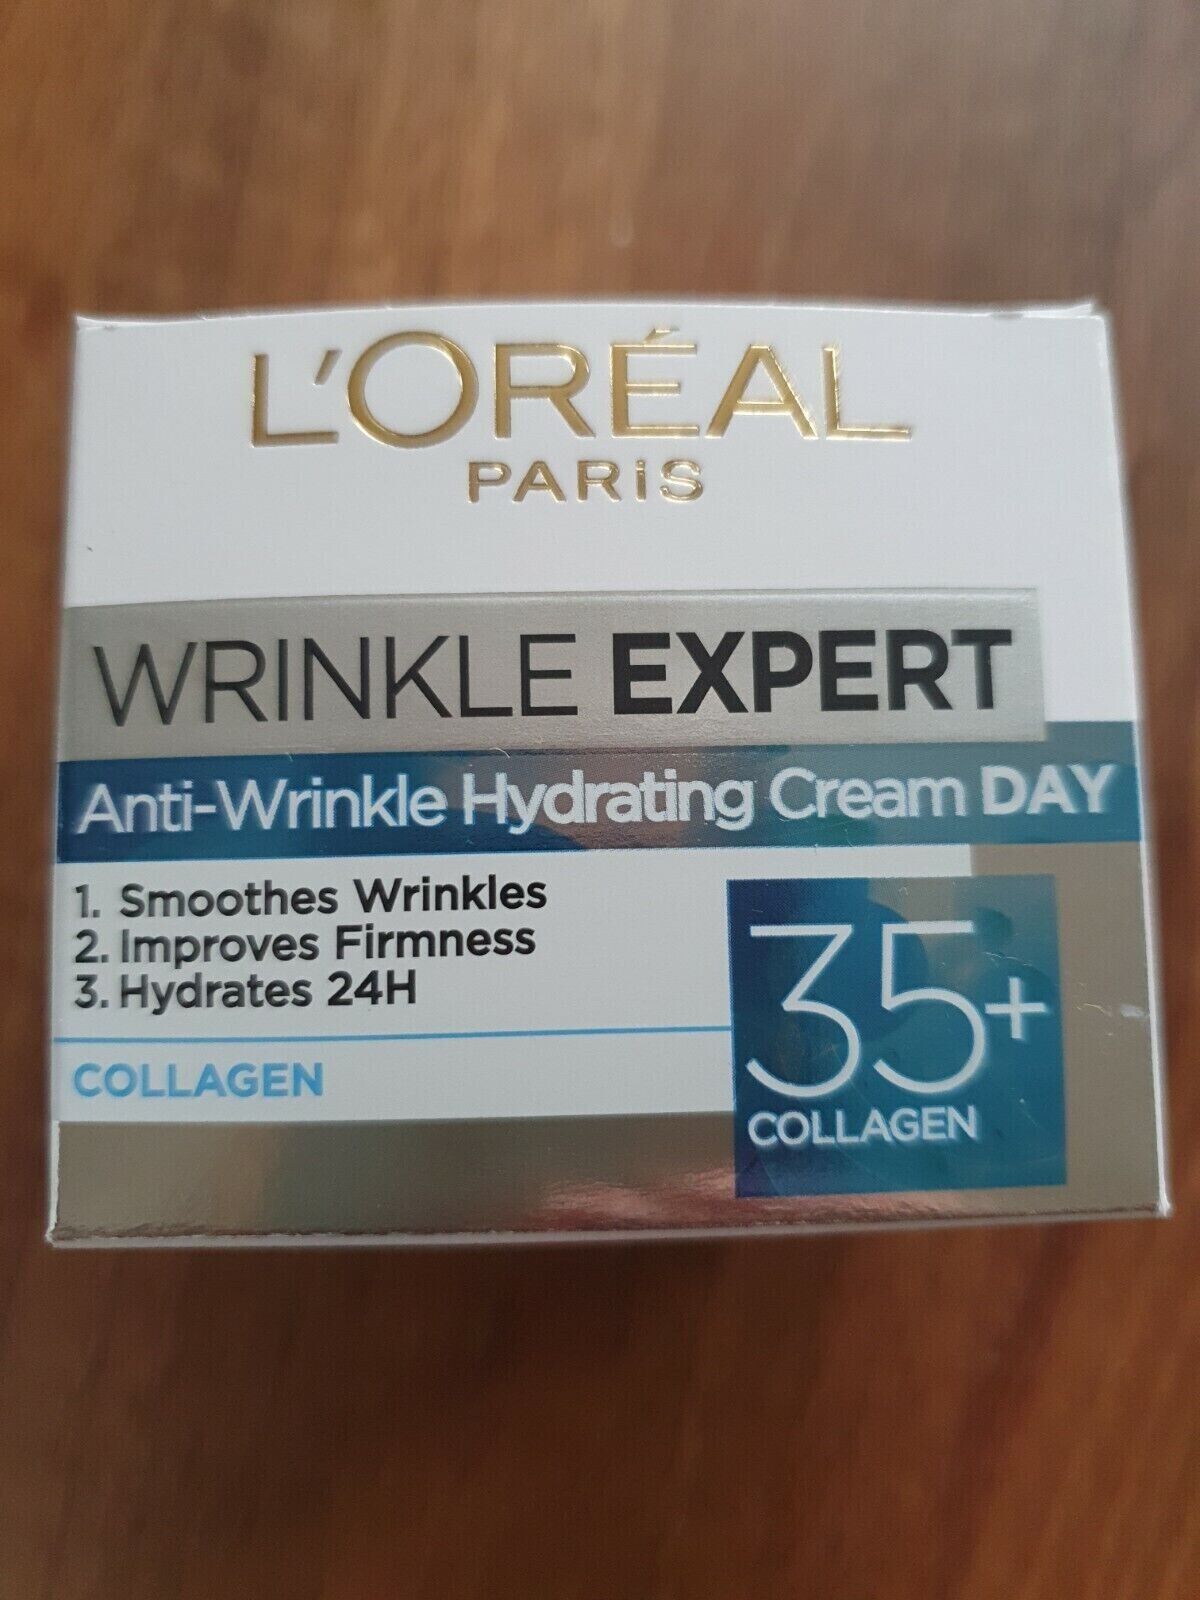 L'ORÉAL
PARiS
WRINKLE EXPERT
Anti-Wrinkle Hydrating Cream DAY
1. Smoothes Wrinkles
2. Improves Firmness
3. Hydrates 24H
COLLAGEN
35+
COLLAGEN